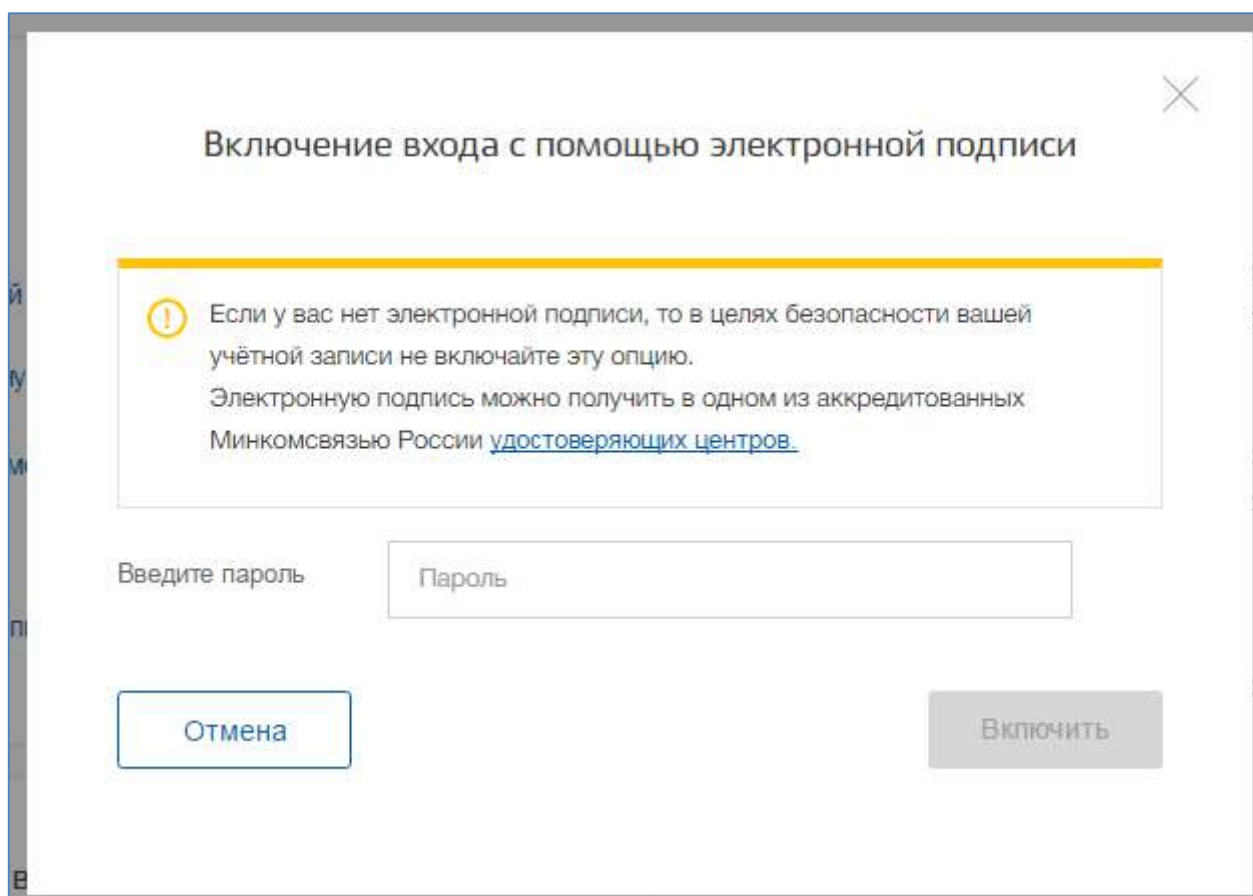 Включение входа с помощью электронной подписи
Если у вас нет электронной подписи, то в целях безопасности вашей
учётной записи не включайте эту опцию.
Электронную подпись можно получить в одном из аккредитованных
Минкомсвязью России удостоверяющих центров.
Введите пароль
Пароль
Отмена
Включить